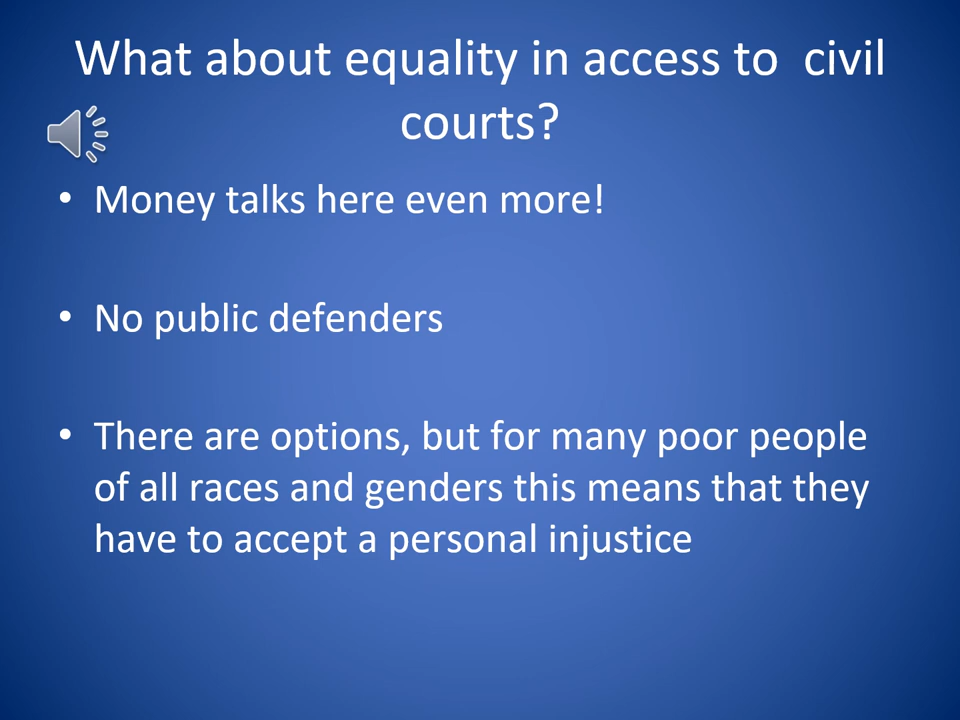 What about equality in access to  civil
courts?
• Money talks here even more!
• No public defenders
• There are options, but for many poor people
of all races and genders this means that they
have to accept a personal injustice